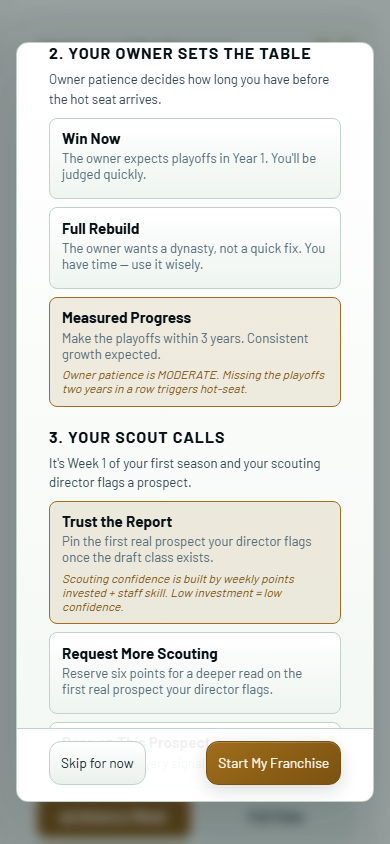 2. YOUR OWNER SETS THE TABLE
Owner patience decides how long you have before
the hot seat arrives.
Win Now
The owner expects playoffs in Year 1. You'll be
judged quickly.
Full Rebuild
The owner wants a dynasty, not a quick fix. You
have time — use it wisely.
Measured Progress
Make the playoffs within 3 years. Consistent
growth expected.
Owner patience is MODERATE. Missing the playoffs
two years in a row triggers hot-seat.
3. YOUR SCOUT CALLS
It's Week 1 of your first season and your scouting
director flags a prospect.
Trust the Report
Pin the first real prospect your director flags
once the draft class exists.
Scouting confidence is built by weekly points
invested + staff skill. Low investment = low
confidence.
Request More Scouting
Reserve six points for a deeper read on the
first real prospect your director flags.
This Prospect
Skip for now
Start My Franchise